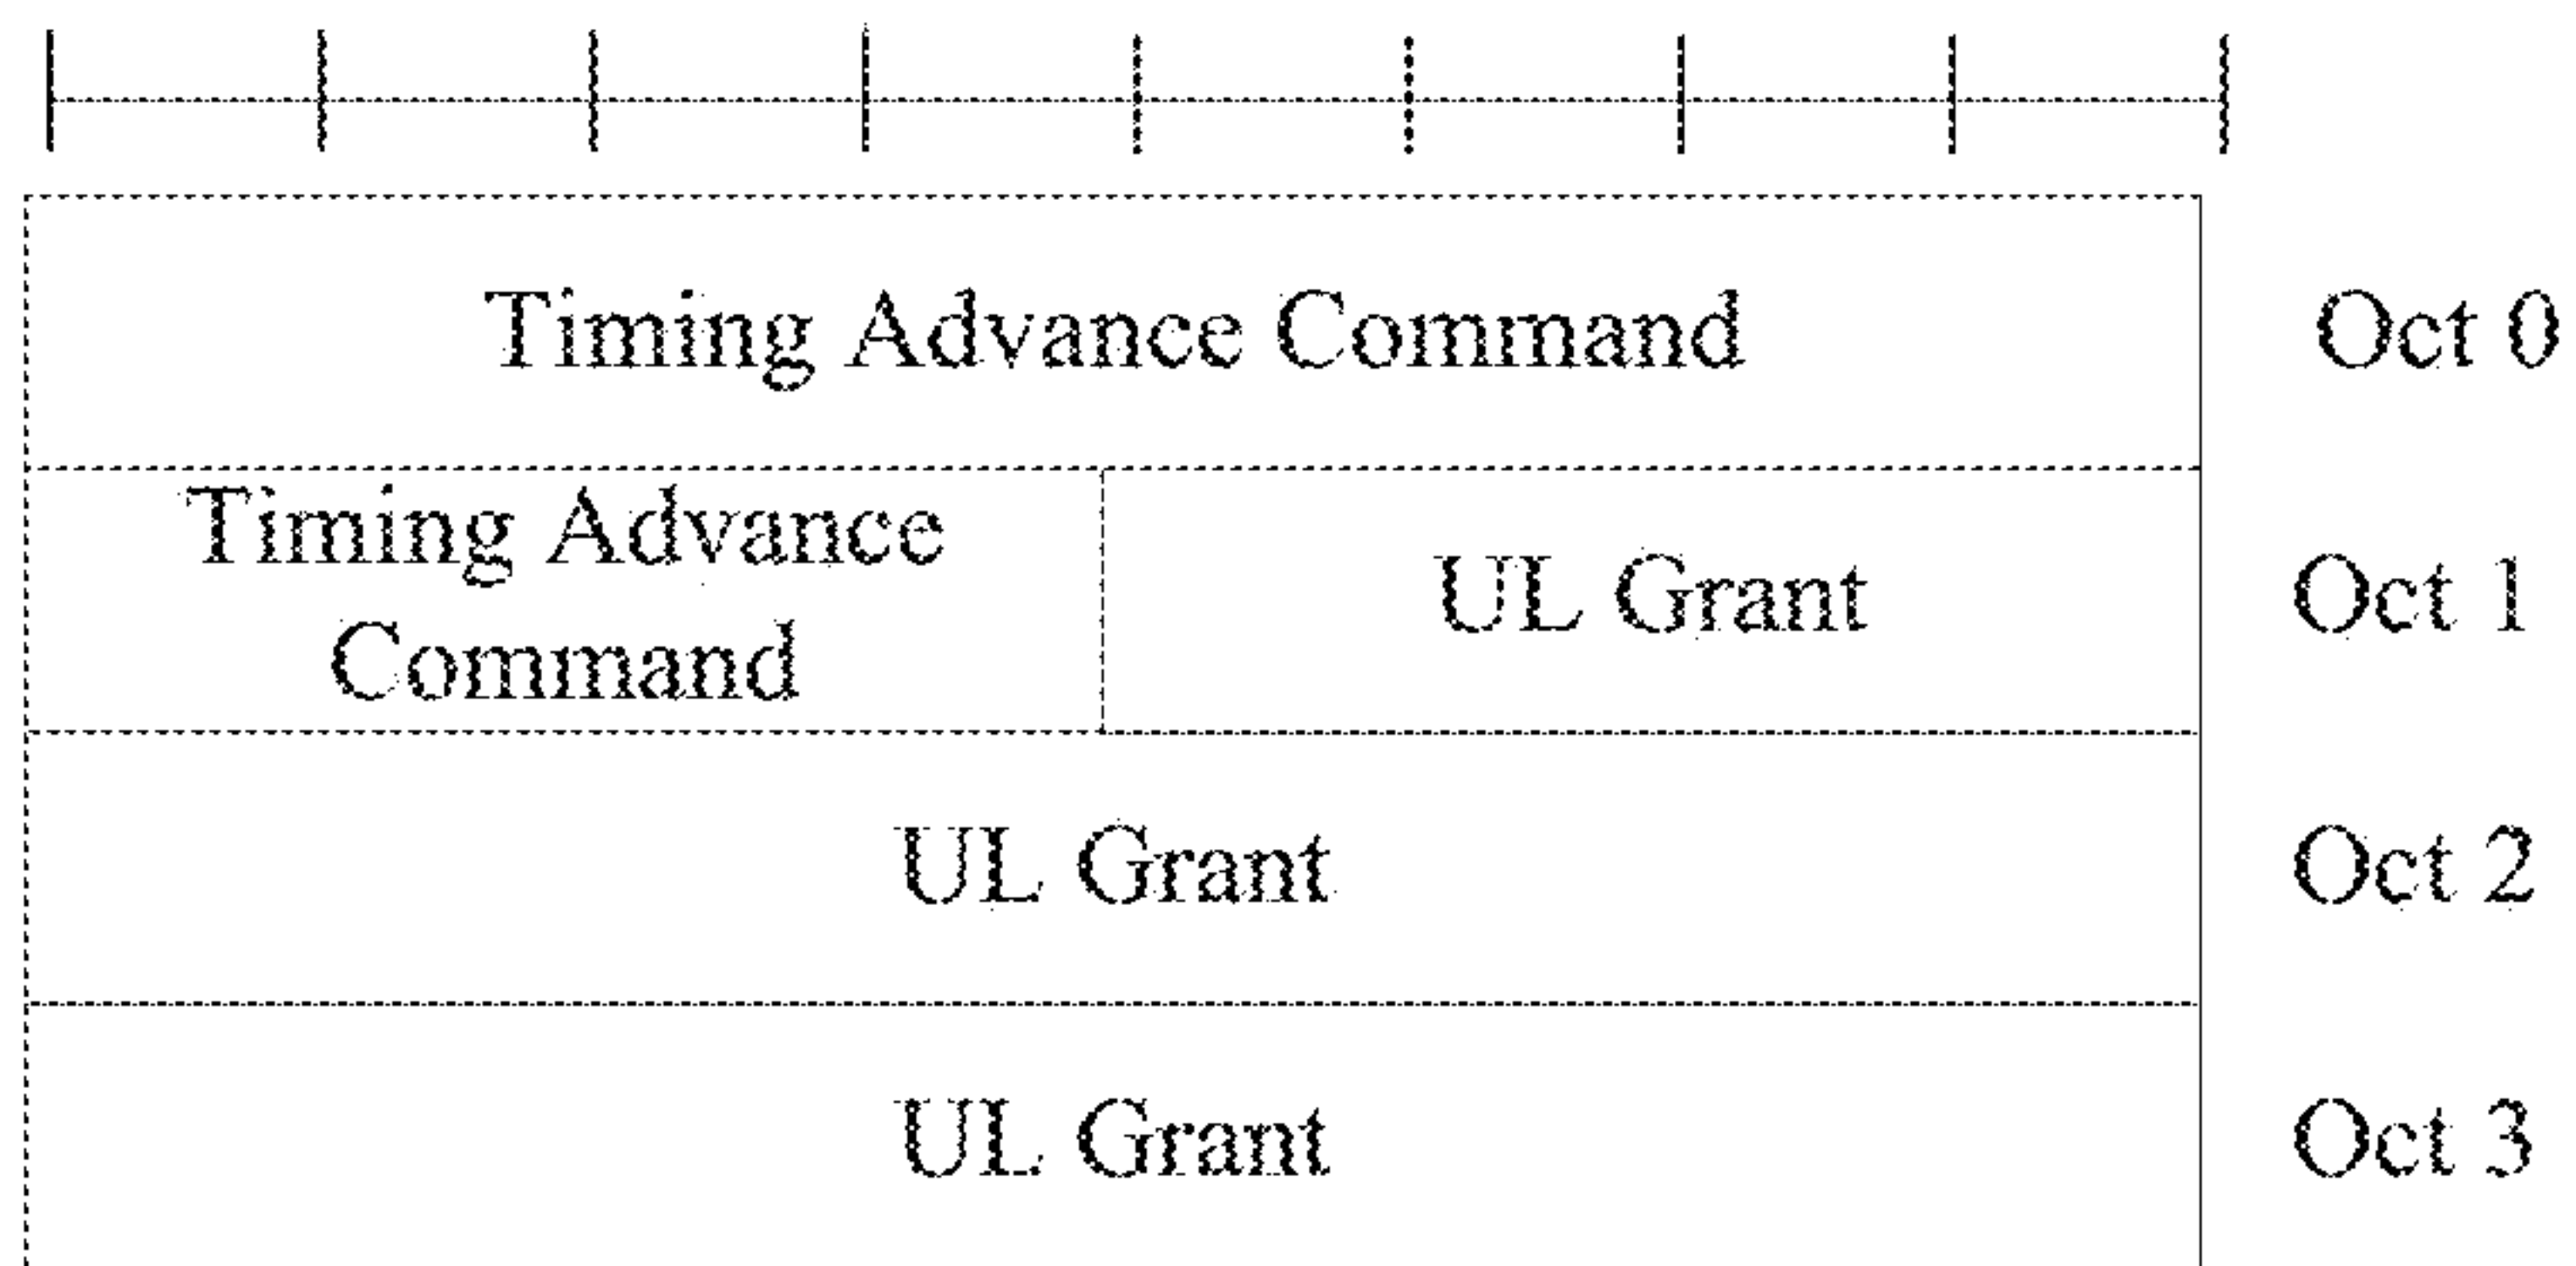 Timing Advance Command Oct 0
Timing Advance
Command
UL Grant Oct 1
UL Grant Oct 2
UL Grant Oct 3